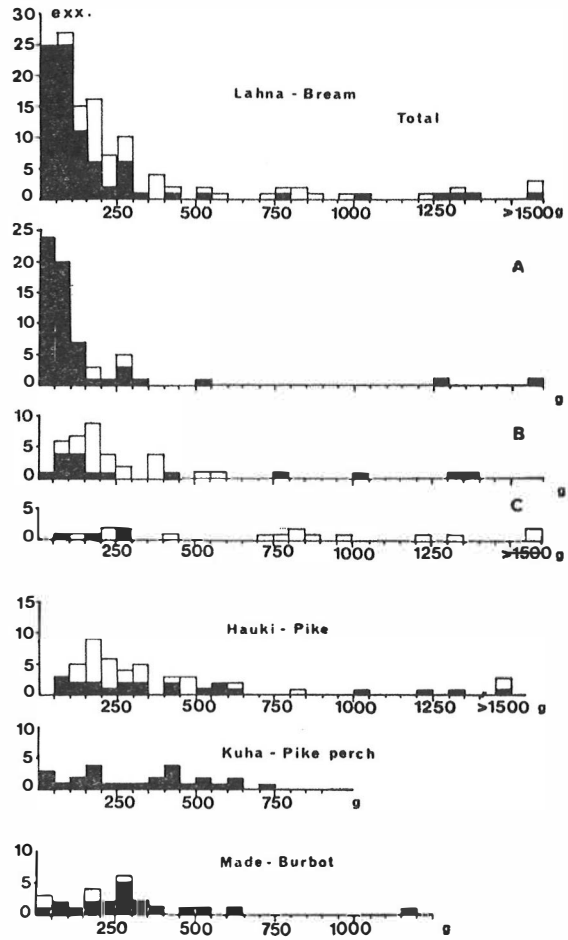 exx.
30
25
20
15
10
5
0
Lahna - Bream
Total
250 500 750 1000 1250 >1500 g
25
20
15
10
5
0
A
g
10
5
0
B
g
5
0
C
250 500 750 1000 1250 >1500 g
15
10
5
0
Hauki - Pike
250 500 750 1000 1250 >1500 g
10
5
0
Kuha - Pike perch
250 500 750 g
10
5
0
Made - Burbot
250 500 750 1000 g